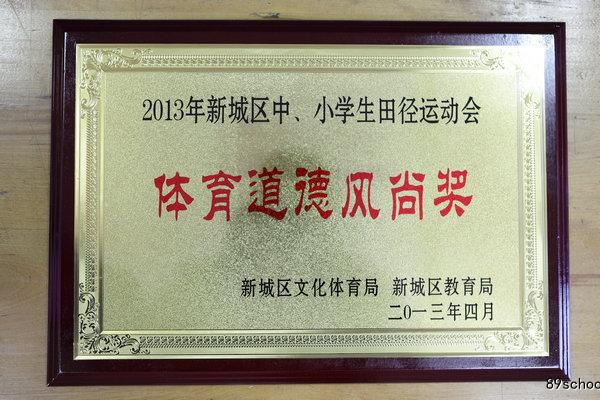 2013年新城区中、小学生田径运动会
体育道德风尚奖
新城区文化体育局 新城区教育局
二〇一三年四月